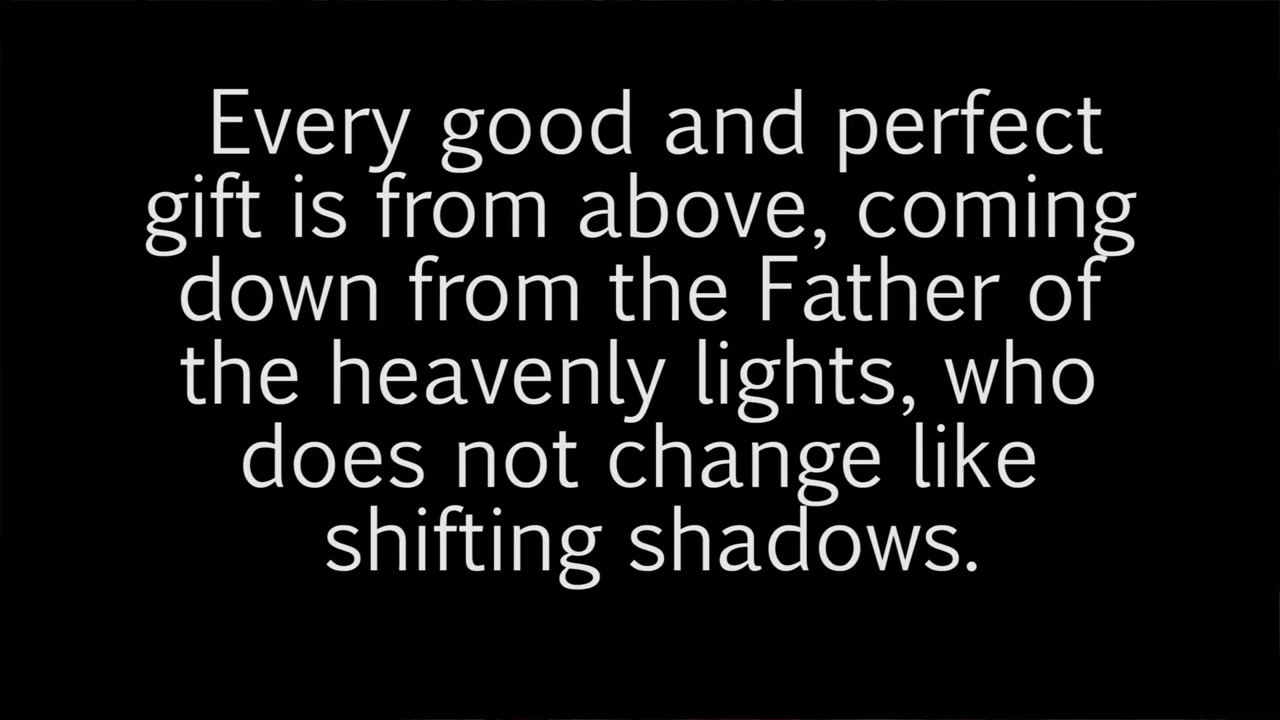 Every good and perfect
gift is from above, coming
down from the Father of
the heavenly lights, who
does not change like
shifting shadows.